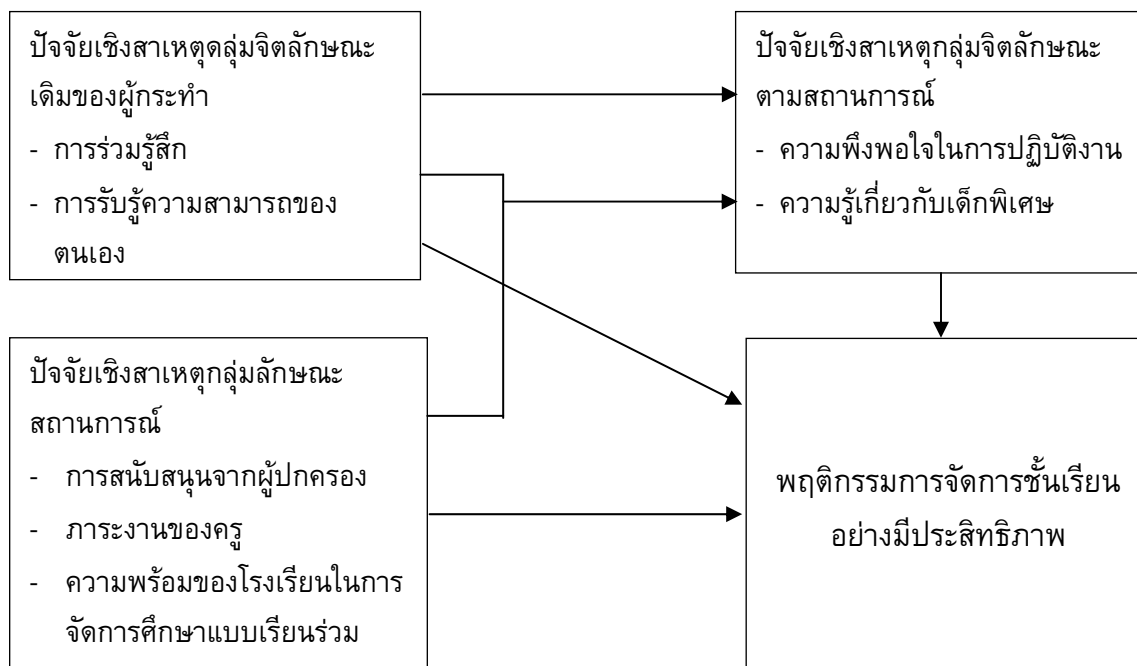 ปัจจัยเชิงสาเหตุดลุ่มจิตลักษณะ
เดิมของผู้กระทำ
- การร่วมรู้สึก
- การรับรู้ความสามารถของ
ตนเอง
ปัจจัยเชิงสาเหตุกลุ่มจิตลักษณะ
ตามสถานการณ์
- ความพึงพอใจในการปฏิบัติงาน
- ความรู้เกี่ยวกับเด็กพิเศษ
ปัจจัยเชิงสาเหตุกลุ่มลักษณะ
สถานการณ์
- การสนับสนุนจากผู้ปกครอง
- ภาระงานของครู
- ความพร้อมของโรงเรียนในการ
จัดการศึกษาแบบเรียนร่วม
พฤติกรรมการจัดการชั้นเรียน
อย่างมีประสิทธิภาพ